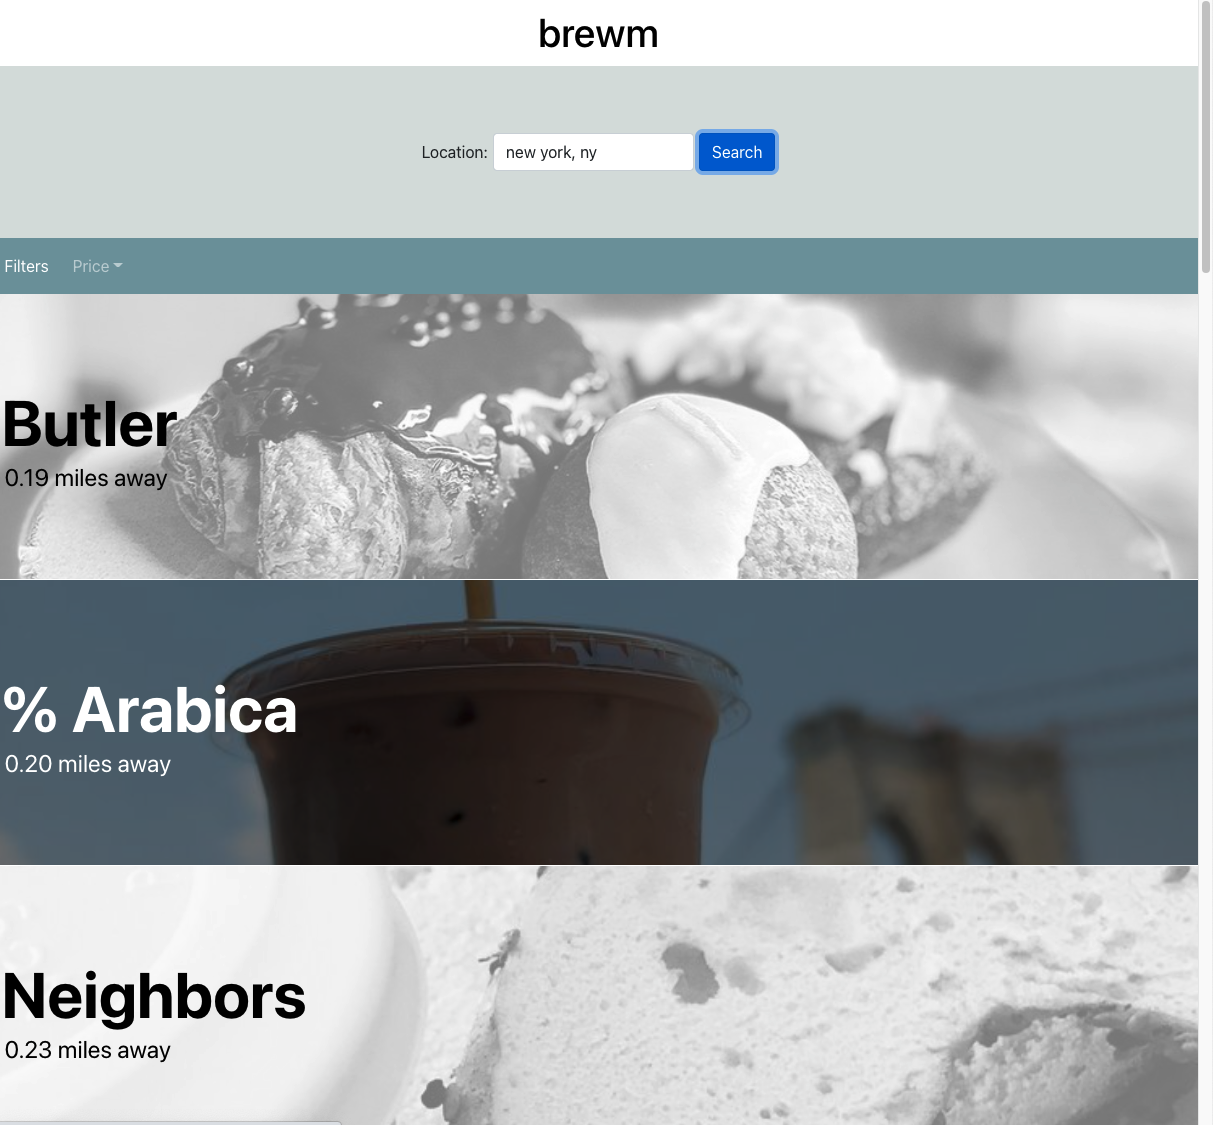 brewm
Location: new york, ny Search
Filters Price
Butler
0.19 miles away
% Arabica
0.20 miles away
Neighbors
0.23 miles away